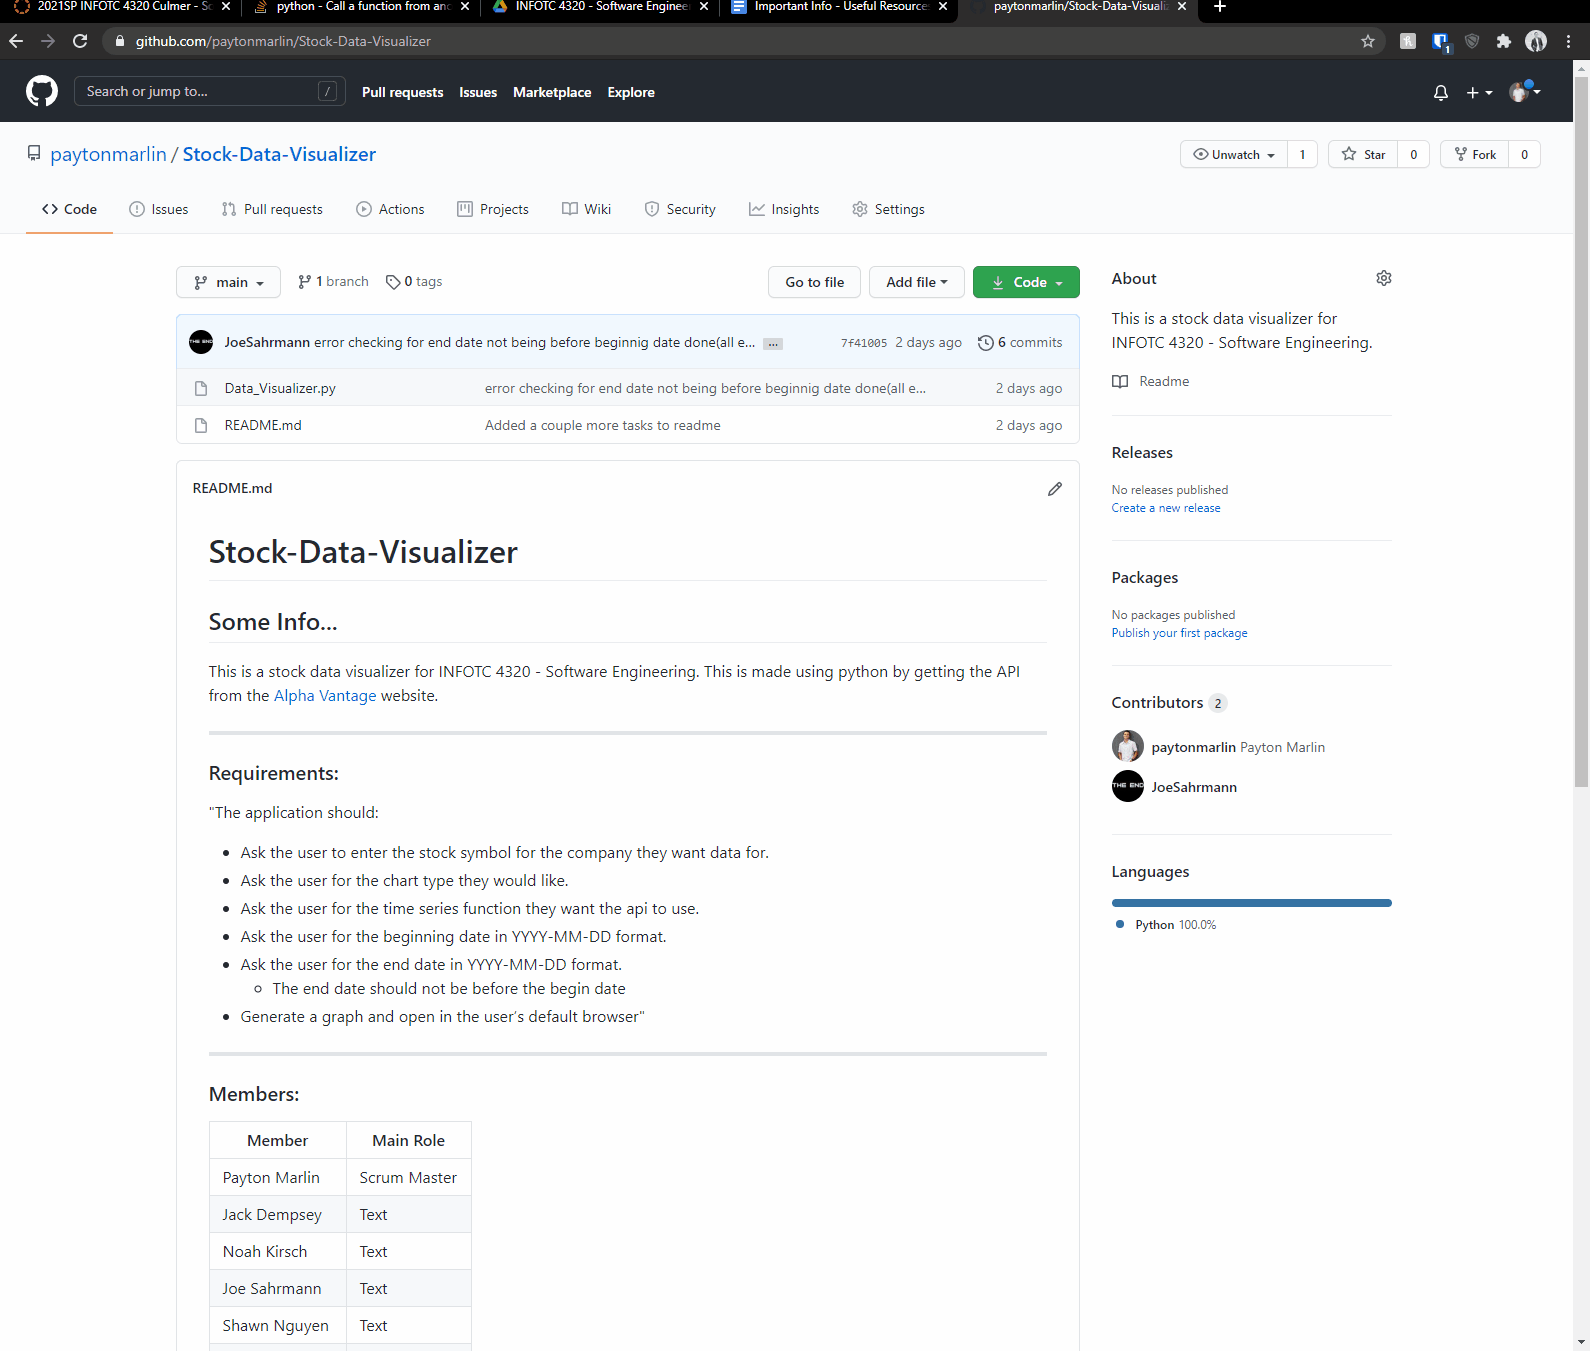 2021SP INFOTC 4320 Culmer - Sc
python - Call a function from anc
INFOTC 4320 - Software Enginee
Important Info - Useful Resource
paytonmarlin/Stock-Data-Visualiz
github.com/paytonmarlin/Stock-Data-Visualizer
1
Search or jump to...
/
Pull requests
Issues
Marketplace
Explore
paytonmarlin / Stock-Data-Visualizer
Unwatch 1
Star 0
Fork 0
Code
Issues
Pull requests
Actions
Projects
Wiki
Security
Insights
Settings
main
1 branch
0 tags
Go to file
Add file
Code
THE END
JoeSahrmann error checking for end date not being before beginnig date done(all e... ...
7f41005 2 days ago
6 commits
Data_Visualizer.py error checking for end date not being before beginnig date done(all e... 2 days ago
README.md Added a couple more tasks to readme 2 days ago
README.md
Stock-Data-Visualizer
Some Info...
This is a stock data visualizer for INFOTC 4320 - Software Engineering. This is made using python by getting the API
from the Alpha Vantage website.
Requirements:
"The application should:
• Ask the user to enter the stock symbol for the company they want data for.
• Ask the user for the chart type they would like.
• Ask the user for the time series function they want the api to use.
• Ask the user for the beginning date in YYYY-MM-DD format.
• Ask the user for the end date in YYYY-MM-DD format.
◦ The end date should not be before the begin date
• Generate a graph and open in the user's default browser"
Members:
Member Main Role
Payton Marlin Scrum Master
Jack Dempsey Text
Noah Kirsch Text
Joe Sahrmann Text
Shawn Nguyen Text
About
This is a stock data visualizer for
INFOTC 4320 - Software Engineering.
Readme
Releases
No releases published
Create a new release
Packages
No packages published
Publish your first package
Contributors 2
paytonmarlin Payton Marlin
THE END
JoeSahrmann
Languages
Python 100.0%